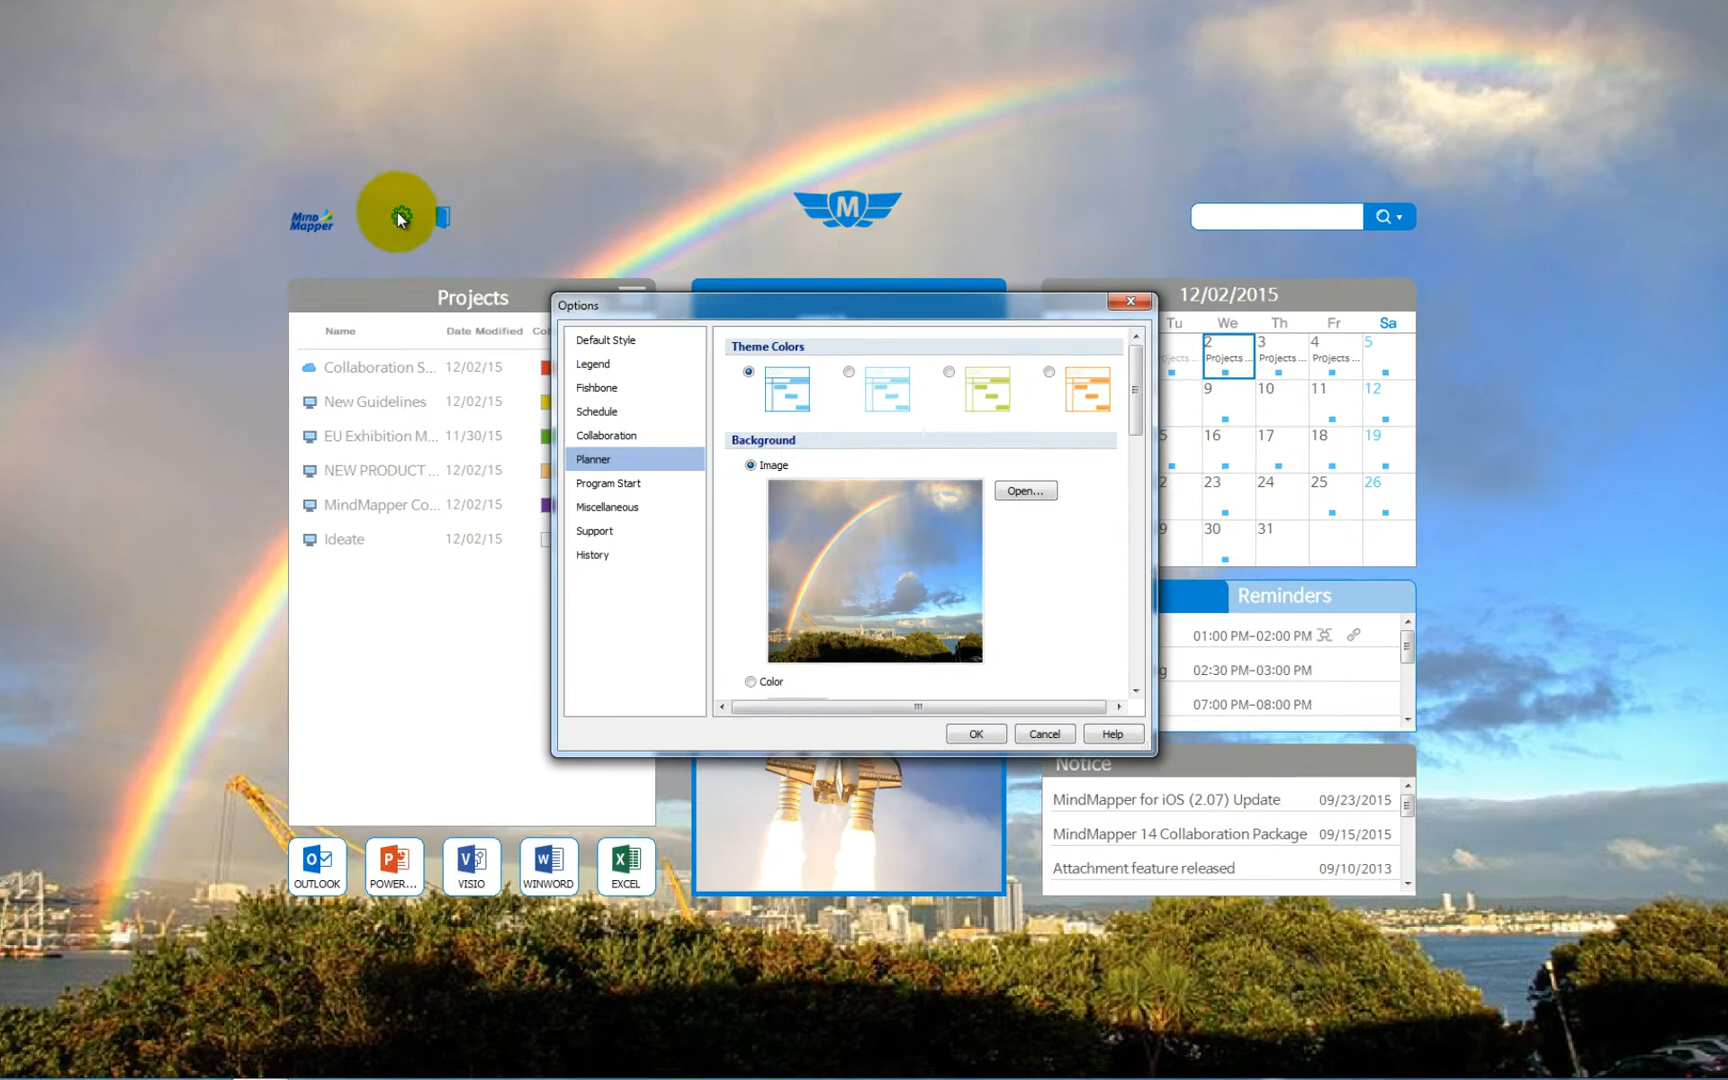 Mind
Mapper
M
Projects
Name Date Modified
Collaboration S... 12/02/15
New Guidelines 12/02/15
EU Exhibition M... 11/30/15
NEW PRODUCT ... 12/02/15
MindMapper Co... 12/02/15
Ideate 12/02/15
OUTLOOK
POWER...
VISIO
WINWORD
EXCEL
Options
Default Style
Legend
Fishbone
Schedule
Collaboration
Planner
Program Start
Miscellaneous
Support
History
Theme Colors
Background
Image
Open...
Color
OK Cancel Help
12/02/2015
Tu We Th Fr Sa
2 3 4 5
Projects ... Projects ... Projects ...
9 10 11 12
16 17 18 19
23 24 25 26
30 31
Reminders
01:00 PM-02:00 PM
02:30 PM-03:00 PM
07:00 PM-08:00 PM
Notice
MindMapper for iOS (2.07) Update 09/23/2015
MindMapper 14 Collaboration Package 09/15/2015
Attachment feature released 09/10/2013